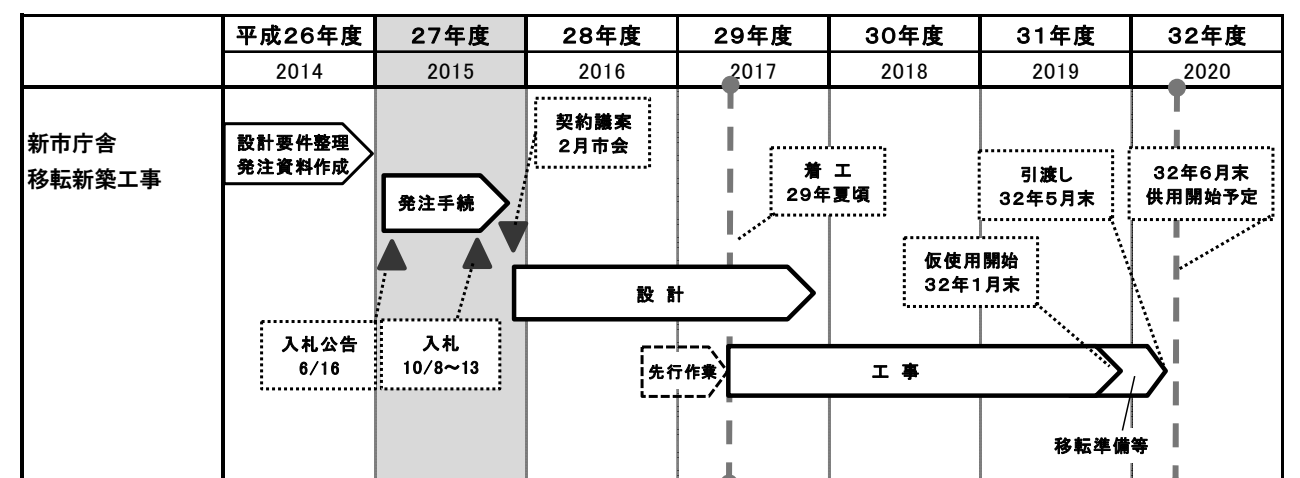 平成26年度 27年度 28年度 29年度 30年度 31年度 32年度
2014 2015 2016 2017 2018 2019 2020
新市庁舎
移転新築工事
設計要件整理
発注資料作成
発注手続
契約議案
2月市会
着 工
29年夏頃
引渡し
32年5月末
32年6月末
供用開始予定
仮使用開始
32年1月末
設 計
入札公告
6/16
入札
10/8～13
先行作業
工 事
移転準備等